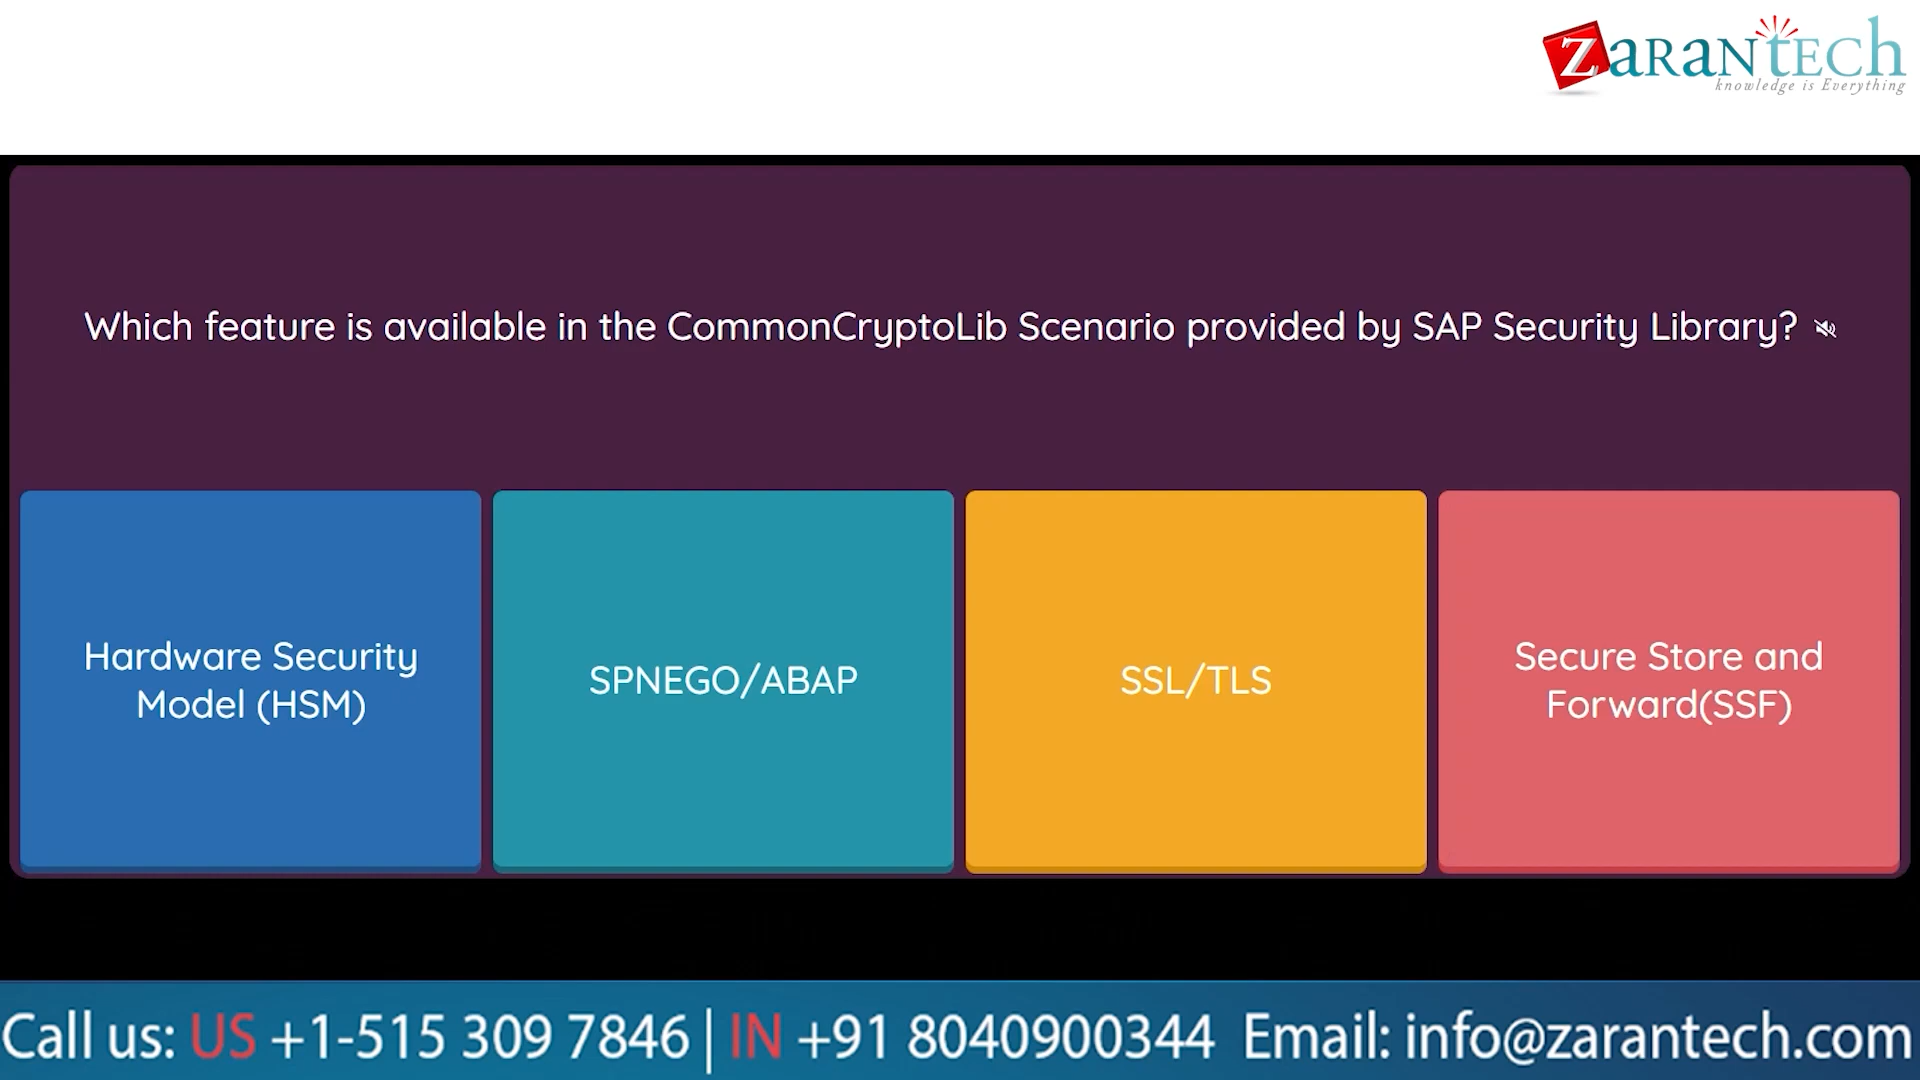 ZARANTECH
knowledge is Everything
Which feature is available in the CommonCryptoLib Scenario provided by SAP Security Library?
Hardware Security
Model (HSM)
SPNEGO/ABAP
SSL/TLS
Secure Store and
Forward(SSF)
Call us: US +1-515 309 7846 | IN +91 8040900344 Email: info@zarantech.com